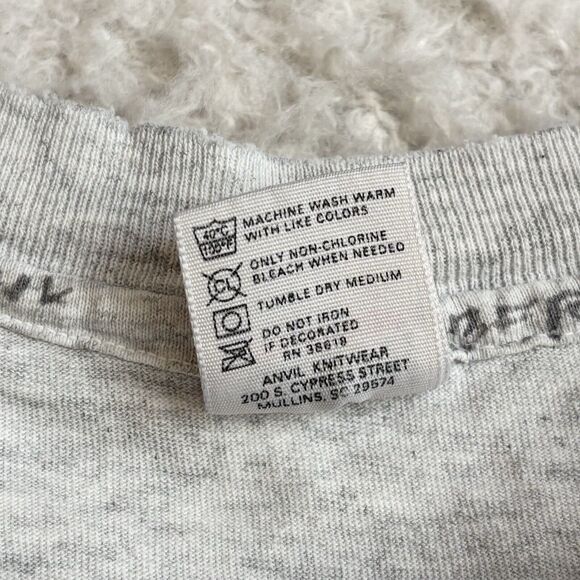 40°C
100°F
MACHINE WASH WARM
WITH LIKE COLORS
ONLY NON-CHLORINE
BLEACH WHEN NEEDED
TUMBLE DRY MEDIUM
DO NOT IRON
IF DECORATED
RN 38619
ANVIL KNITWEAR
200 S. CYPRESS STREET
MULLINS, SC 29574